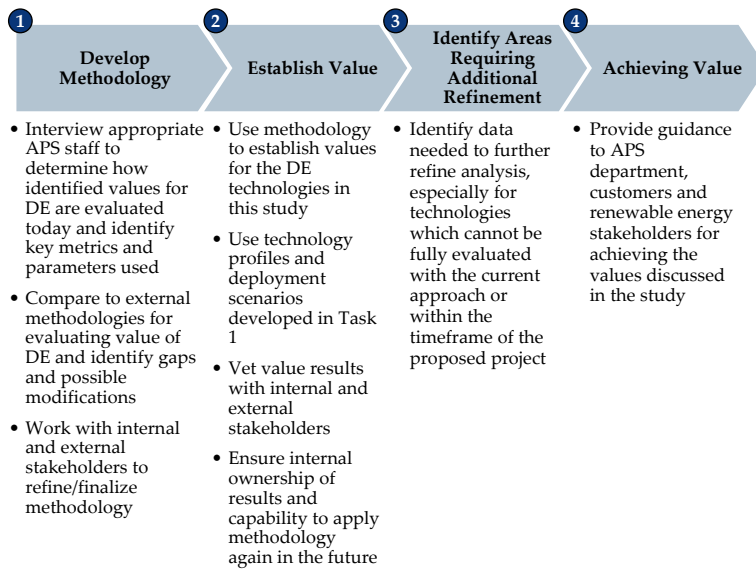 1
Develop
Methodology
• Interview appropriate
APS staff to
determine how
identified values for
DE are evaluated
today and identify
key metrics and
parameters used
• Compare to external
methodologies for
evaluating value of
DE and identify gaps
and possible
modifications
• Work with internal
and external
stakeholders to
refine/finalize
methodology
2
Establish Value
• Use methodology
to establish values
for the DE
technologies in
this study
• Use technology
profiles and
deployment
scenarios
developed in Task
1
• Vet value results
with internal and
external
stakeholders
• Ensure internal
ownership of
results and
capability to apply
methodology
again in the future
3
Identify Areas
Requiring
Additional
Refinement
• Identify data
needed to further
refine analysis,
especially for
technologies
which cannot be
fully evaluated
with the current
approach or
within the
timeframe of the
proposed project
4
Achieving Value
• Provide guidance
to APS
department,
customers and
renewable energy
stakeholders for
achieving the
values discussed
in the study